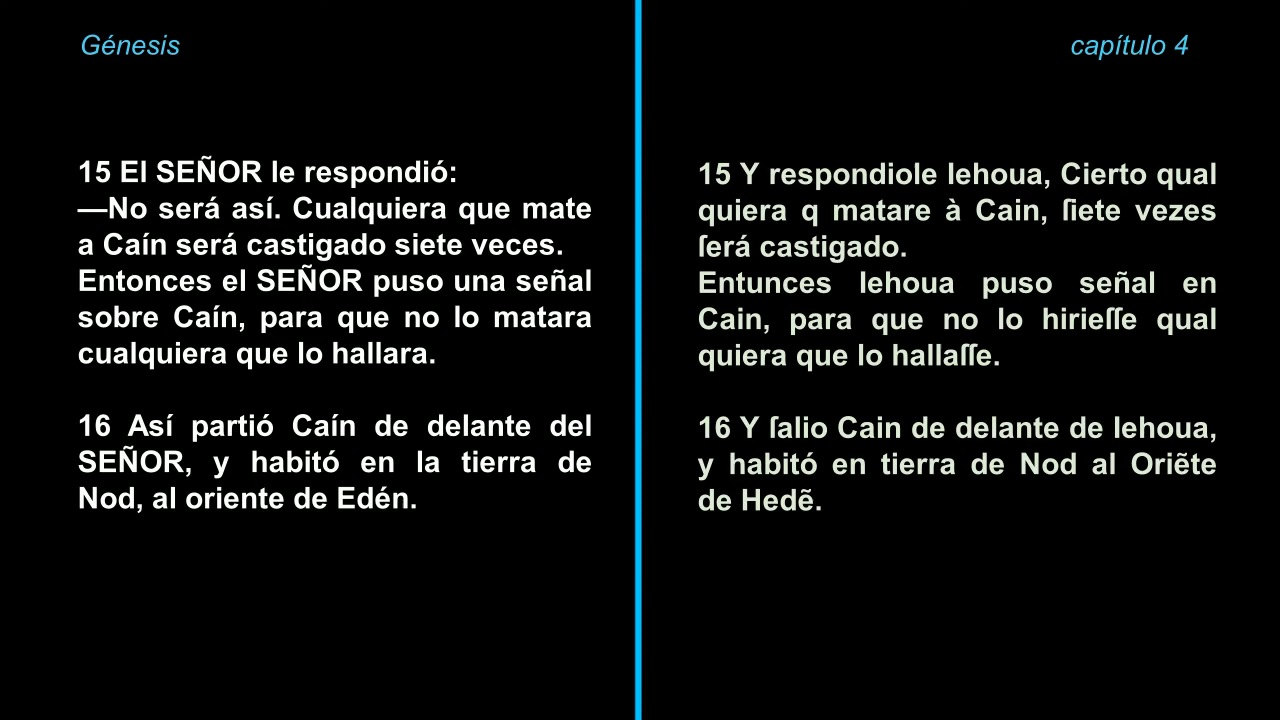 Génesis
capítulo 4
15 El SEÑOR le respondió:
—No será así. Cualquiera que mate
a Caín será castigado siete veces.
Entonces el SEÑOR puso una señal
sobre Caín, para que no lo matara
cualquiera que lo hallara.
16 Así partió Caín de delante del
SEÑOR, y habitó en la tierra de
Nod, al oriente de Edén.
15 Y respondiole Iehoua, Cierto qual
quiera q matare à Cain, ſiete vezes
ſerá castigado.
Entunces Iehoua puso señal en
Cain, para que no lo hirieſſe qual
quiera que lo hallaſſe.
16 Y ſalio Cain de delante de Iehoua,
y habitó en tierra de Nod al Oriẽte
de Hedẽ.